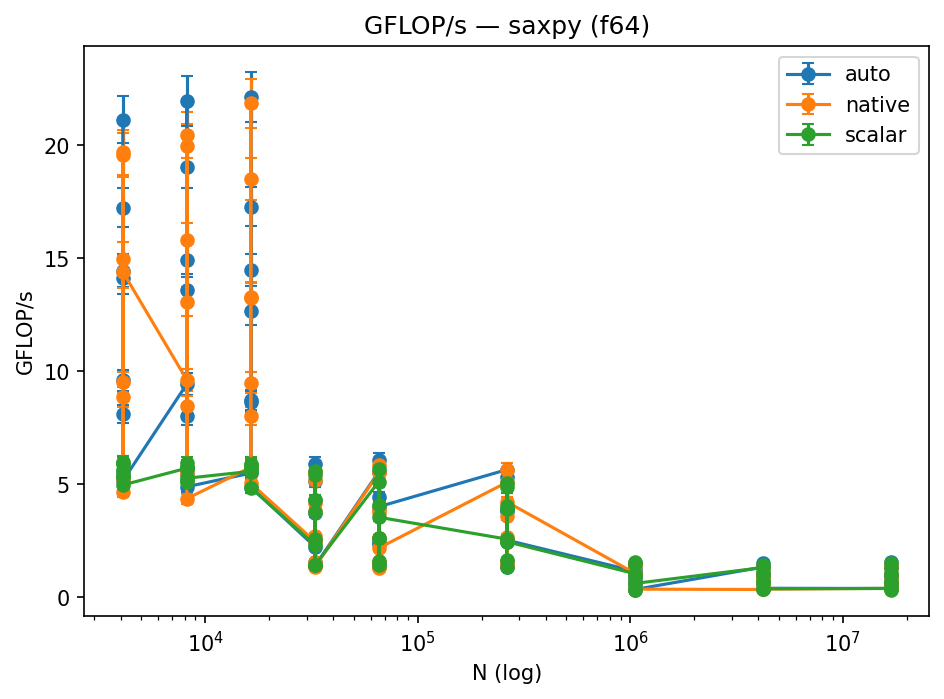 GFLOP/s — saxpy (f64)
auto
native
scalar
GFLOP/s
20
15
10
5
0
10⁴
10⁵
10⁶
10⁷
N (log)